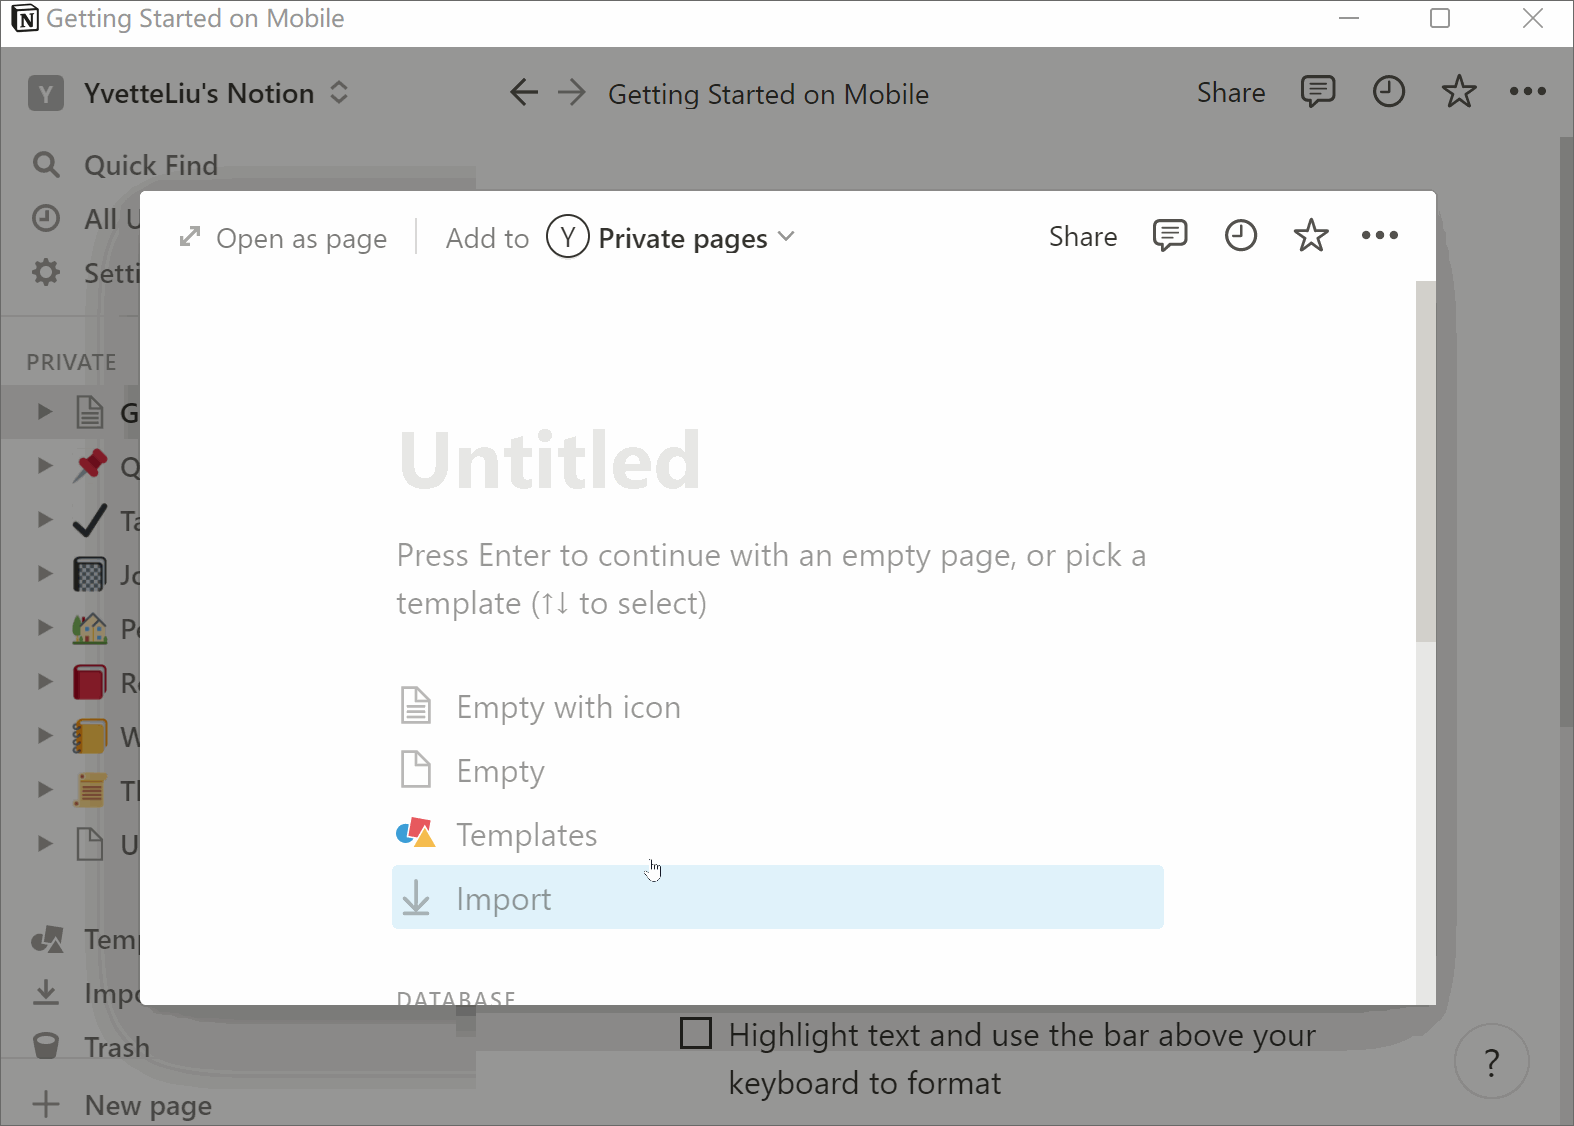 N Getting Started on Mobile
Y YvetteLiu's Notion
Getting Started on Mobile
Share
Quick Find
All U
Setti
PRIVATE
G
Q
Ta
Jo
Pe
Re
W
Th
U
Temp
Impo
Trash
New page
Open as page
Add to Y Private pages
Share
Untitled
Press Enter to continue with an empty page, or pick a
template (↑↓ to select)
Empty with icon
Empty
Templates
Import
DATABASE
Highlight text and use the bar above your
keyboard to format
?